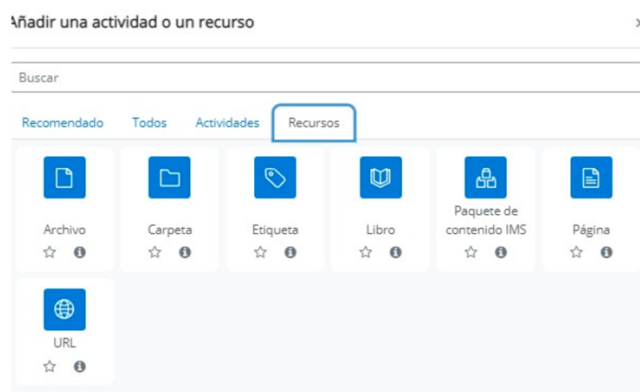 Añadir una actividad o un recurso
Buscar
Recomendado Todos Actividades Recursos
Archivo Carpeta Etiqueta Libro Paquete de contenido IMS Página
URL